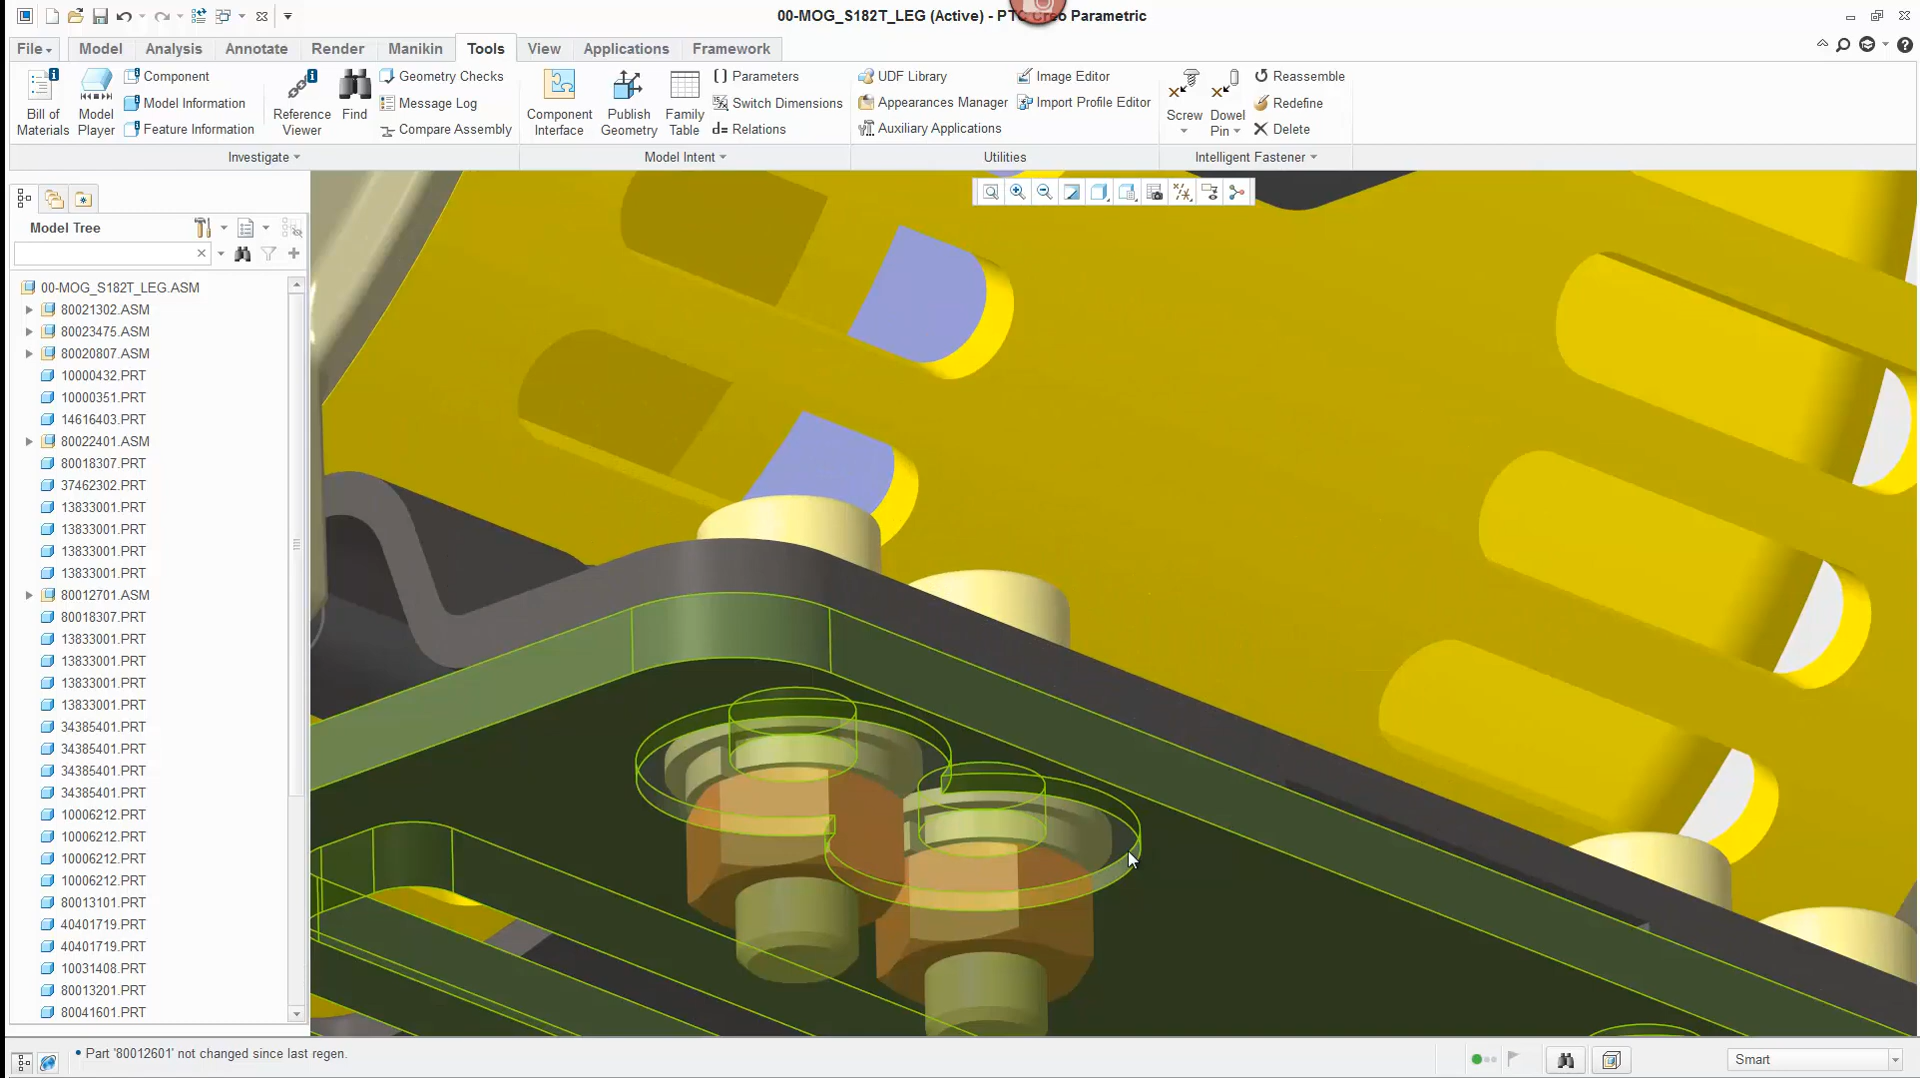 00-MOG_S182T_LEG (Active) - PTC Creo Parametric
File Model Analysis Annotate Render Manikin Tools View Applications Framework
Bill of Materials
Model Player
Component
Model Information
Feature Information
Reference Viewer
Find
Geometry Checks
Message Log
Compare Assembly
Investigate
Component Interface
Publish Geometry
Family Table
Parameters
Switch Dimensions
d= Relations
Model Intent
UDF Library
Appearances Manager
Auxiliary Applications
Image Editor
Import Profile Editor
Utilities
Screw
Dowel Pin
Reassemble
Redefine
Delete
Intelligent Fastener
Model Tree
00-MOG_S182T_LEG.ASM
80021302.ASM
80023475.ASM
80020807.ASM
10000432.PRT
10000351.PRT
14616403.PRT
80022401.ASM
80018307.PRT
37462302.PRT
13833001.PRT
13833001.PRT
13833001.PRT
13833001.PRT
80012701.ASM
80018307.PRT
13833001.PRT
13833001.PRT
13833001.PRT
13833001.PRT
34385401.PRT
34385401.PRT
34385401.PRT
34385401.PRT
10006212.PRT
10006212.PRT
10006212.PRT
10006212.PRT
80013101.PRT
40401719.PRT
40401719.PRT
10031408.PRT
80013201.PRT
80041601.PRT
• Part '80012601' not changed since last regen.
Smart